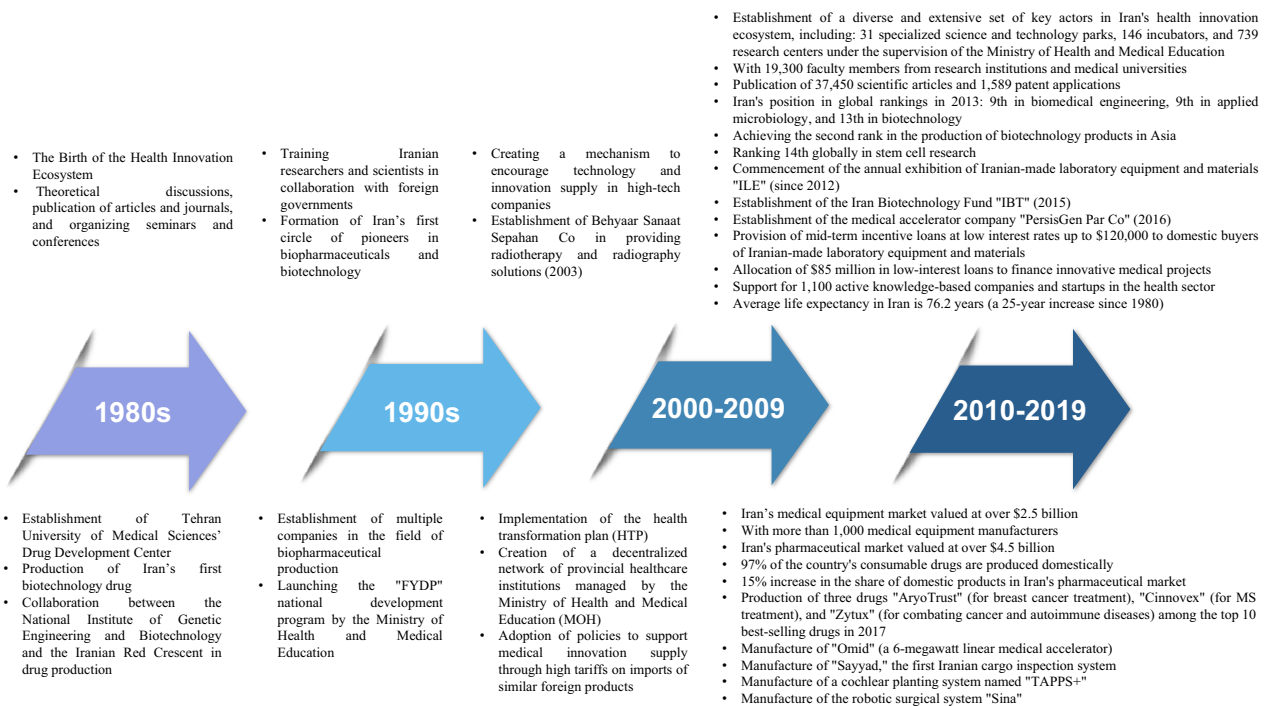 • The Birth of the Health Innovation
Ecosystem
• Theoretical discussions,
publication of articles and journals,
and organizing seminars and
conferences
• Training Iranian
researchers and scientists in
collaboration with foreign
governments
• Formation of Iran’s first
circle of pioneers in
biopharmaceuticals and
biotechnology
• Creating a mechanism to
encourage technology and
innovation supply in high-tech
companies
• Establishment of Behyaar Sanaat
Sepahan Co in providing
radiotherapy and radiography
solutions (2003)
• Establishment of a diverse and extensive set of key actors in Iran's health innovation
ecosystem, including: 31 specialized science and technology parks, 146 incubators, and 739
research centers under the supervision of the Ministry of Health and Medical Education
• With 19,300 faculty members from research institutions and medical universities
• Publication of 37,450 scientific articles and 1,589 patent applications
• Iran's position in global rankings in 2013: 9th in biomedical engineering, 9th in applied
microbiology, and 13th in biotechnology
• Achieving the second rank in the production of biotechnology products in Asia
• Ranking 14th globally in stem cell research
• Commencement of the annual exhibition of Iranian-made laboratory equipment and materials
"ILE" (since 2012)
• Establishment of the Iran Biotechnology Fund "IBT" (2015)
• Establishment of the medical accelerator company "PersisGen Par Co" (2016)
• Provision of mid-term incentive loans at low interest rates up to $120,000 to domestic buyers
of Iranian-made laboratory equipment and materials
• Allocation of $85 million in low-interest loans to finance innovative medical projects
• Support for 1,100 active knowledge-based companies and startups in the health sector
• Average life expectancy in Iran is 76.2 years (a 25-year increase since 1980)
1980s
1990s
2000-2009
2010-2019
• Establishment of Tehran
University of Medical Sciences’
Drug Development Center
• Production of Iran’s first
biotechnology drug
• Collaboration between the
National Institute of Genetic
Engineering and Biotechnology
and the Iranian Red Crescent in
drug production
• Establishment of multiple
companies in the field of
biopharmaceutical
production
• Launching the "FYDP"
national development
program by the Ministry of
Health and Medical
Education
• Implementation of the health
transformation plan (HTP)
• Creation of a decentralized
network of provincial healthcare
institutions managed by the
Ministry of Health and Medical
Education (MOH)
• Adoption of policies to support
medical innovation supply
through high tariffs on imports of
similar foreign products
• Iran’s medical equipment market valued at over $2.5 billion
• With more than 1,000 medical equipment manufacturers
• Iran's pharmaceutical market valued at over $4.5 billion
• 97% of the country's consumable drugs are produced domestically
• 15% increase in the share of domestic products in Iran's pharmaceutical market
• Production of three drugs "AryoTrust" (for breast cancer treatment), "Cinnovex" (for MS
treatment), and "Zytux" (for combating cancer and autoimmune diseases) among the top 10
best-selling drugs in 2017
• Manufacture of "Omid" (a 6-megawatt linear medical accelerator)
• Manufacture of "Sayyad," the first Iranian cargo inspection system
• Manufacture of a cochlear planting system named "TAPPS+"
• Manufacture of the robotic surgical system "Sina"